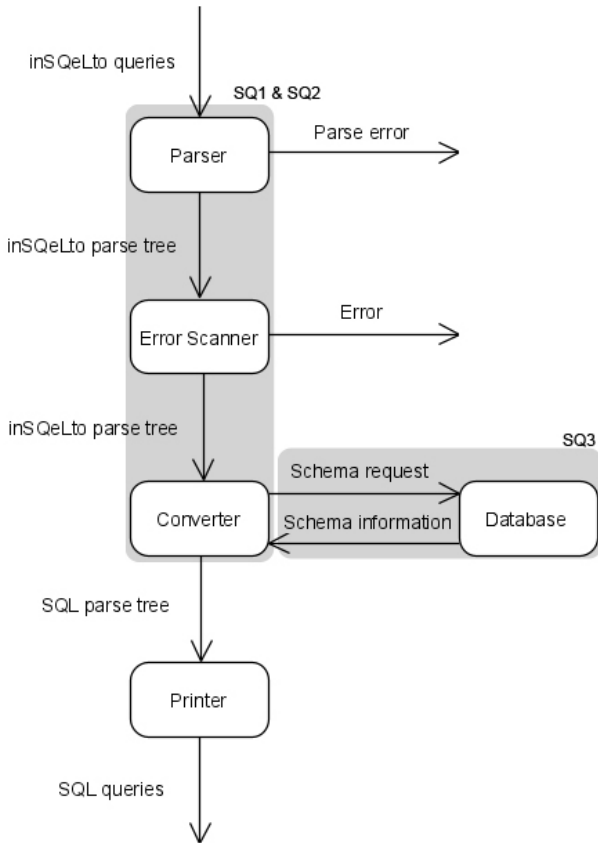 inSQeLto queries
SQ1 & SQ2
Parser
Parse error
inSQeLto parse tree
Error Scanner
Error
inSQeLto parse tree
SQ3
Schema request
Converter
Schema information
Database
SQL parse tree
Printer
SQL queries